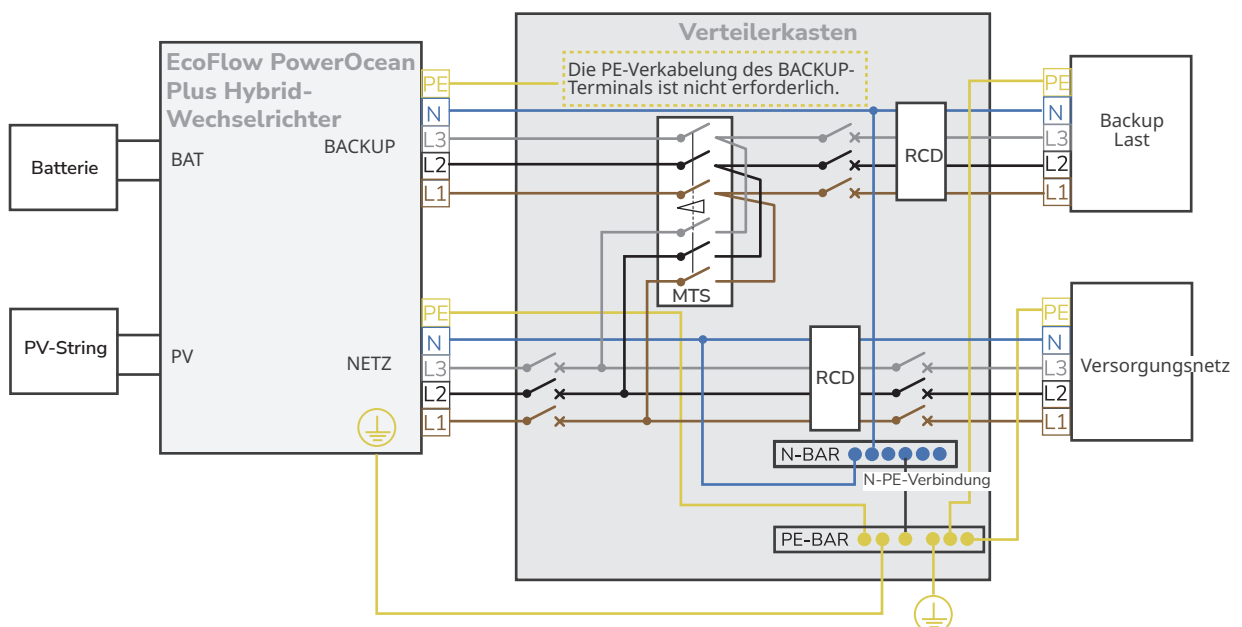 Verteilerkasten
EcoFlow PowerOcean
Plus Hybrid-
Wechselrichter
Die PE-Verkabelung des BACKUP-
Terminals ist nicht erforderlich.
Batterie
BAT
BACKUP
PE
N
L3
L2
L1
MTS
RCD
PE
N
L3
L2
L1
Backup
Last
PV-String
PV
NETZ
PE
N
L3
L2
L1
RCD
PE
N
L3
L2
L1
Versorgungsnetz
N-BAR
N-PE-Verbindung
PE-BAR